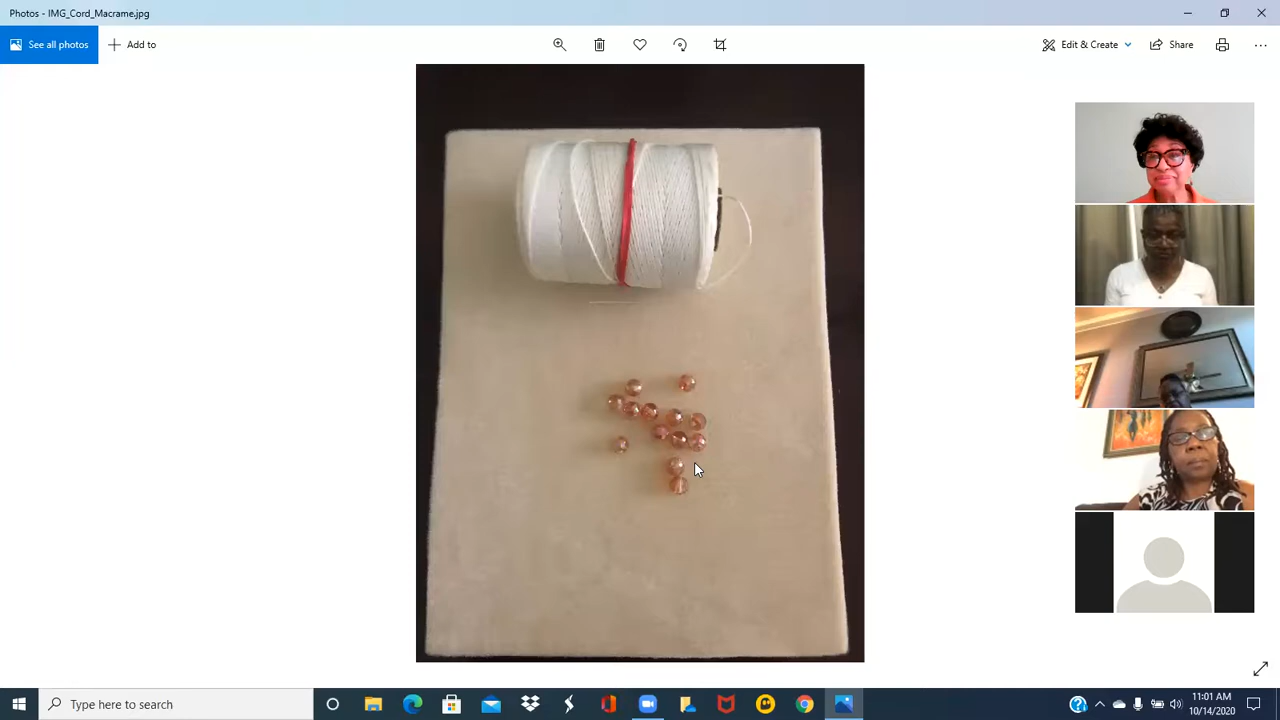 Photos - IMG_Cord_Macrame.jpg
See all photos
Add to
Edit & Create
Share
Type here to search
11:01 AM
10/14/2020